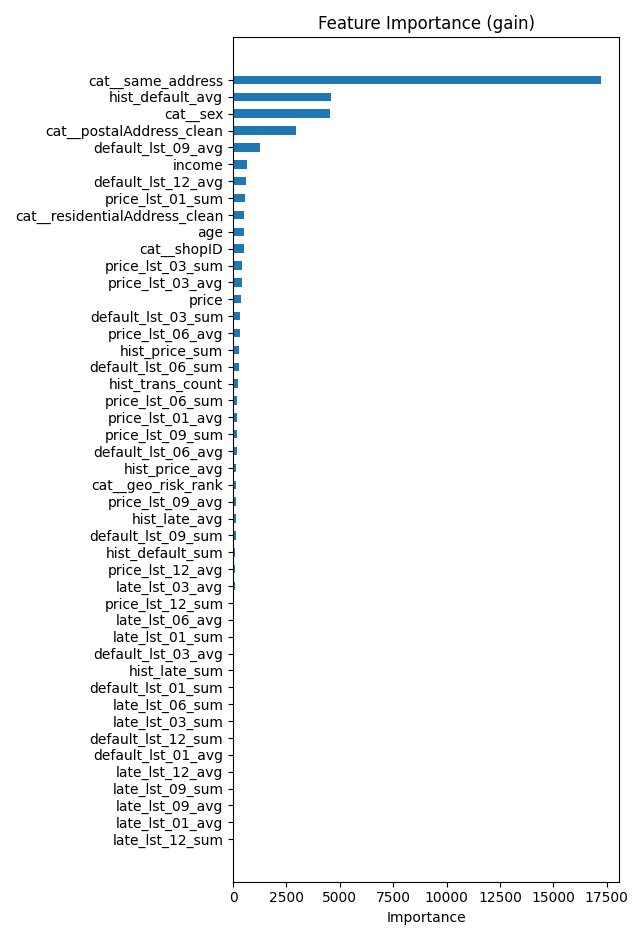 Feature Importance (gain)
cat__same_address
hist_default_avg
cat__sex
cat__postalAddress_clean
default_lst_09_avg
income
default_lst_12_avg
price_lst_01_sum
cat__residentialAddress_clean
age
cat__shopID
price_lst_03_sum
price_lst_03_avg
price
default_lst_03_sum
price_lst_06_avg
hist_price_sum
default_lst_06_sum
hist_trans_count
price_lst_06_sum
price_lst_01_avg
price_lst_09_sum
default_lst_06_avg
hist_price_avg
cat__geo_risk_rank
price_lst_09_avg
hist_late_avg
default_lst_09_sum
hist_default_sum
price_lst_12_avg
late_lst_03_avg
price_lst_12_sum
late_lst_06_avg
late_lst_01_sum
default_lst_03_avg
hist_late_sum
default_lst_01_sum
late_lst_06_sum
late_lst_03_sum
default_lst_12_sum
default_lst_01_avg
late_lst_12_avg
late_lst_09_sum
late_lst_09_avg
late_lst_01_avg
late_lst_12_sum
0 2500 5000 7500 10000 12500 15000 17500
Importance